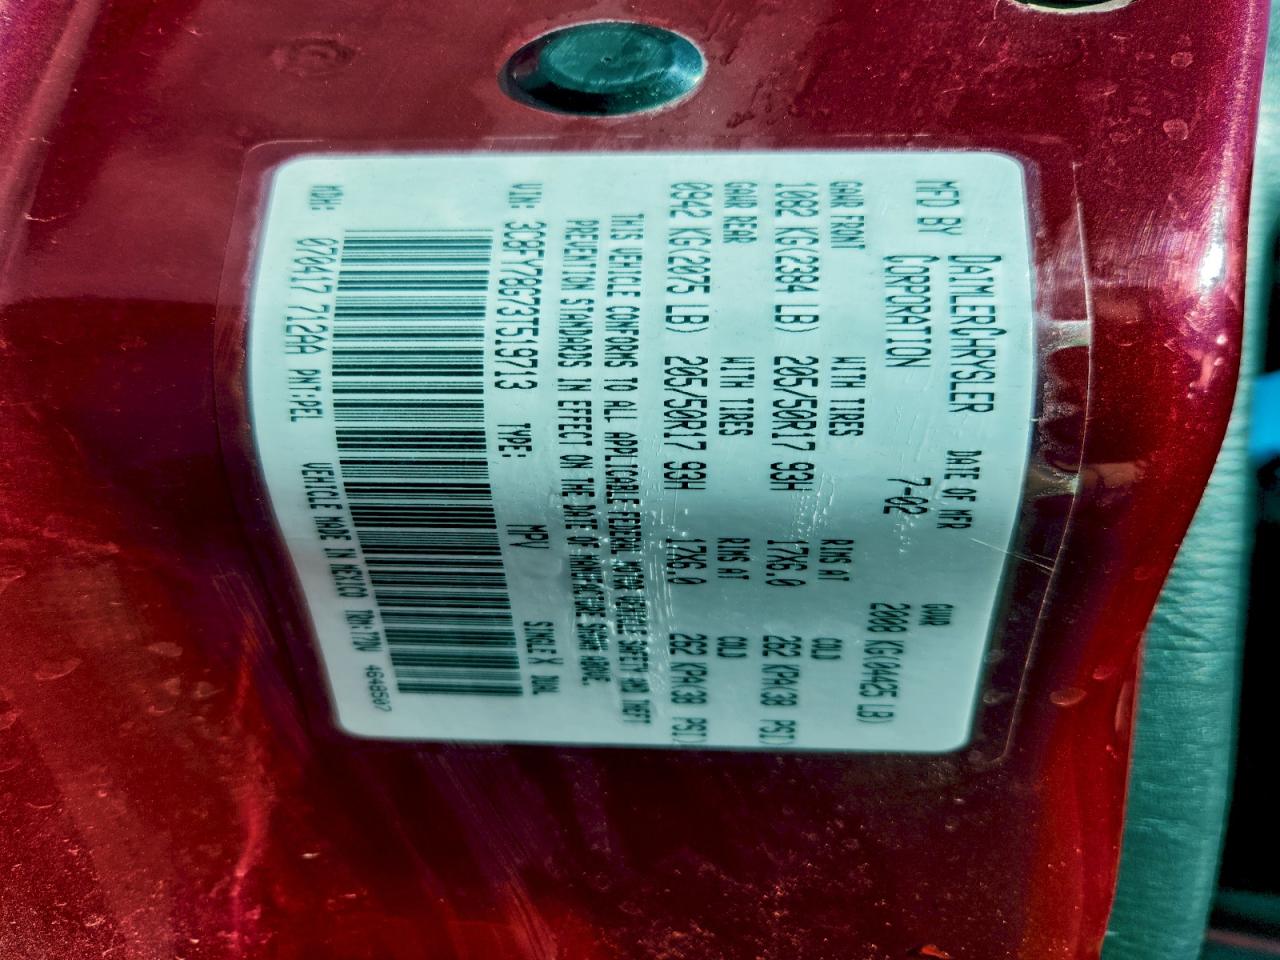 MFD BY DAIMLERCHRYSLER CORPORATION DATE OF MFR 7-02 GVWR 2008 KG(04425 LB)
GAWR FRONT WITH TIRES RIMS AT COLD
1082 KG(2384 LB) 205/50R17 93H 17X6.0 262 KPA(38 PSI)
GAWR REAR WITH TIRES RIMS AT COLD
0942 KG(2075 LB) 205/50R17 93H 17X6.0 262 KPA(38 PSI)
THIS VEHICLE CONFORMS TO ALL APPLICABLE FEDERAL MOTOR VEHICLE SAFETY AND THEFT
PREVENTION STANDARDS IN EFFECT ON THE DATE OF MANUFACTURE SHOWN ABOVE.
VIN: TYPE: MPV SINGLE X DUAL
MDH: 070417 712AA PNT:PEL VEHICLE MADE IN MEXICO